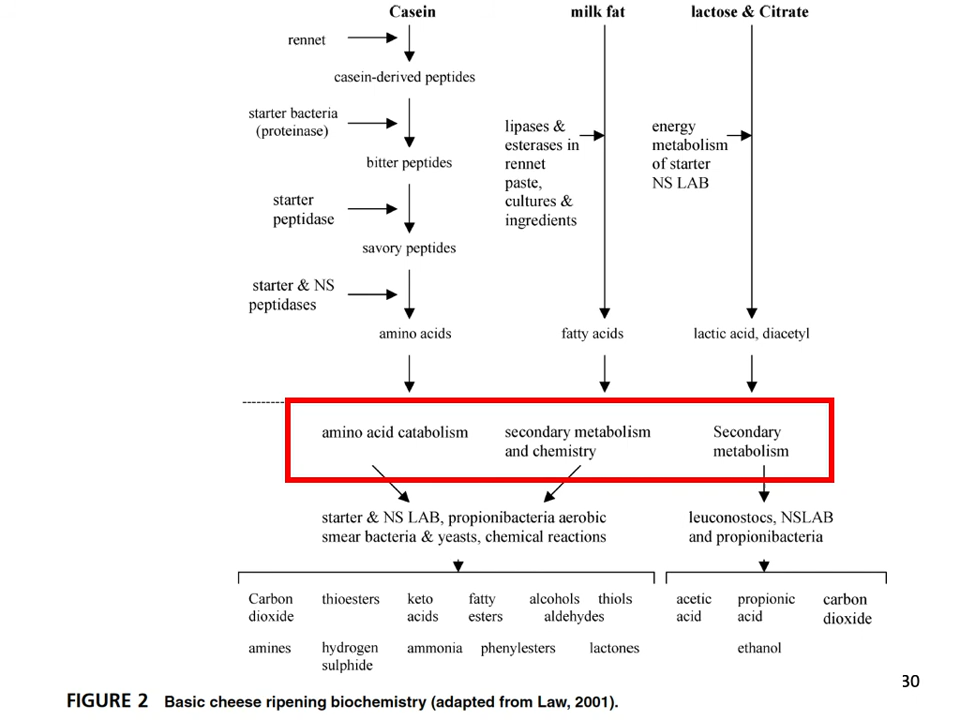 Casein
milk fat
lactose & Citrate
rennet
casein-derived peptides
starter bacteria
(proteinase)
bitter peptides
starter
peptidase
savory peptides
starter & NS
peptidases
amino acids
lipases &
esterases in
rennet
paste,
cultures &
ingredients
fatty acids
energy
metabolism
of starter
NS LAB
lactic acid, diacetyl
amino acid catabolism
secondary metabolism
and chemistry
Secondary
metabolism
starter & NS LAB, propionibacteria aerobic
smear bacteria & yeasts, chemical reactions
leuconostocs, NSLAB
and propionibacteria
Carbon
dioxide
thioesters
keto
acids
fatty
esters
alcohols
aldehydes
thiols
amines
hydrogen
sulphide
ammonia
phenylesters
lactones
acetic
acid
propionic
acid
carbon
dioxide
ethanol
30
FIGURE 2 Basic cheese ripening biochemistry (adapted from Law, 2001).